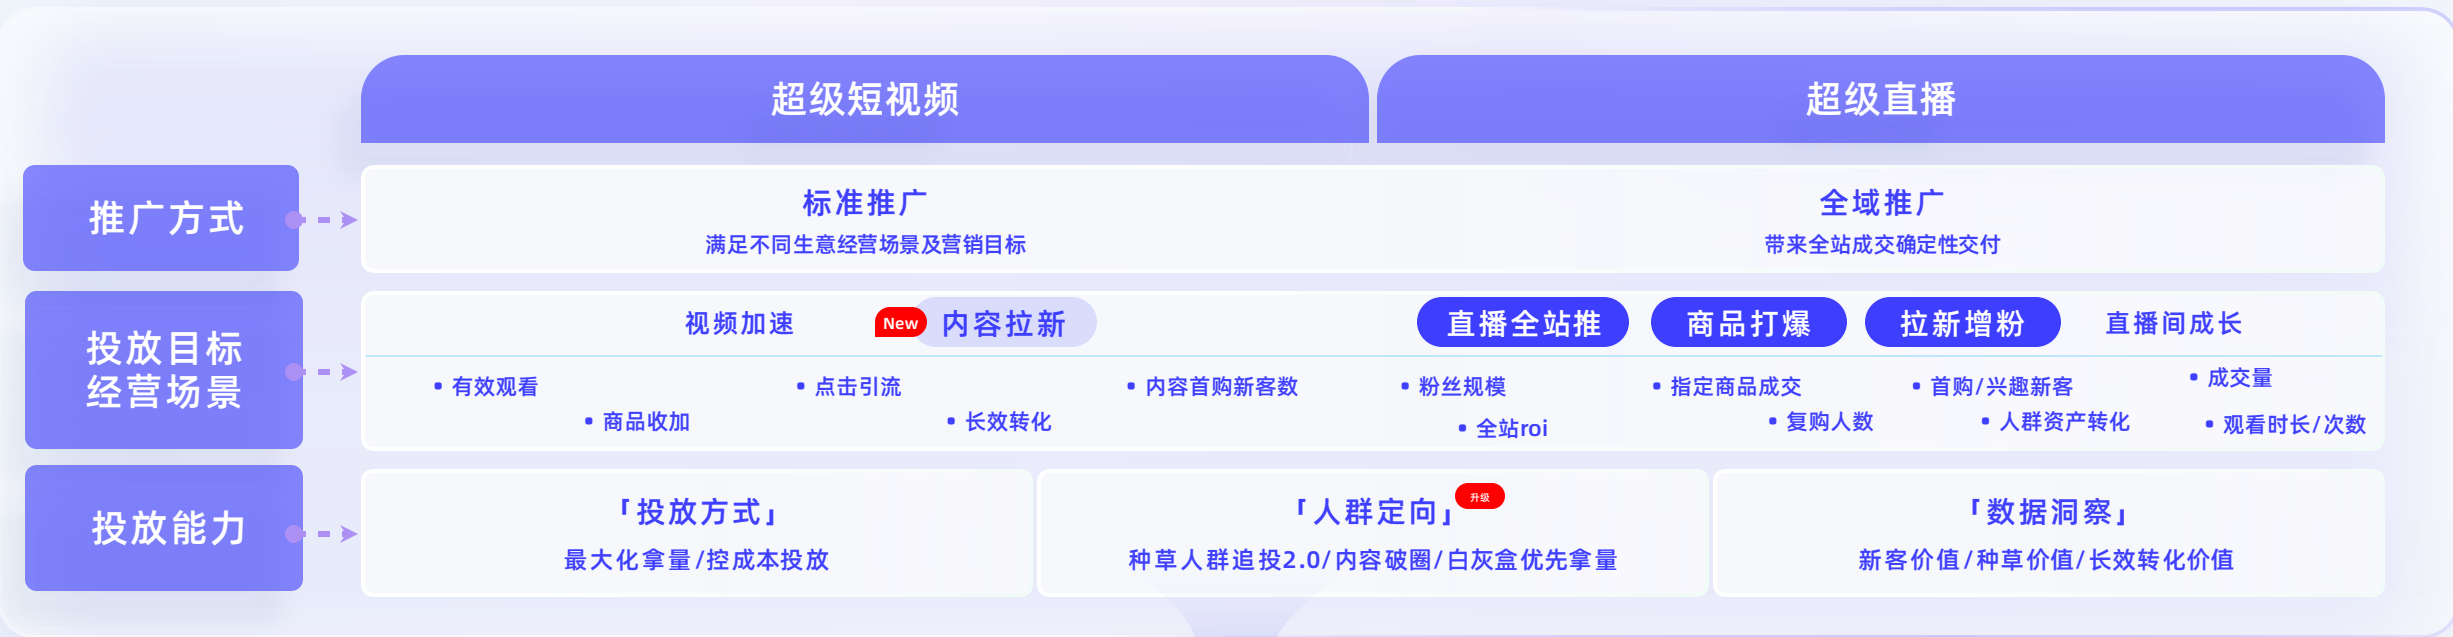 超级短视频
超级直播
推广方式
标准推广
满足不同生意经营场景及营销目标
全域推广
带来全站成交确定性交付
投放目标
经营场景
视频加速
New
内容拉新
直播全站推
商品打爆
拉新增粉
直播间成长
• 有效观看
• 点击引流
• 内容首购新客数
• 粉丝规模
• 指定商品成交
• 首购/兴趣新客
• 成交量
• 商品收加
• 长效转化
• 全站roi
• 复购人数
• 人群资产转化
• 观看时长/次数
投放能力
「投放方式」
最大化拿量/控成本投放
「人群定向」
升级
种草人群追投2.0/内容破圈/白灰盒优先拿量
「数据洞察」
新客价值/种草价值/长效转化价值